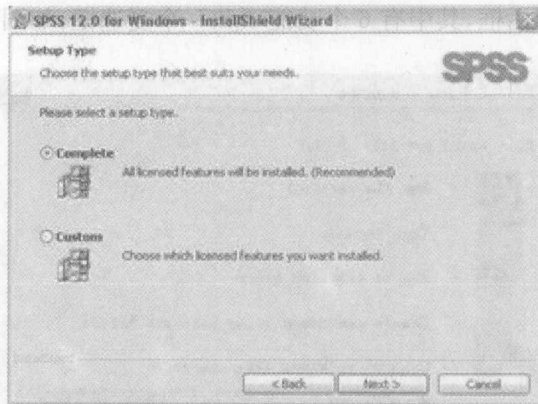 SPSS 12.0 for Windows - InstallShield Wizard
Setup Type
Choose the setup type that best suits your needs.
SPSS
Please select a setup type.
Complete
All licensed features will be installed. (Recommended)
Custom
Choose which licensed features you want installed.
< Back
Next >
Cancel